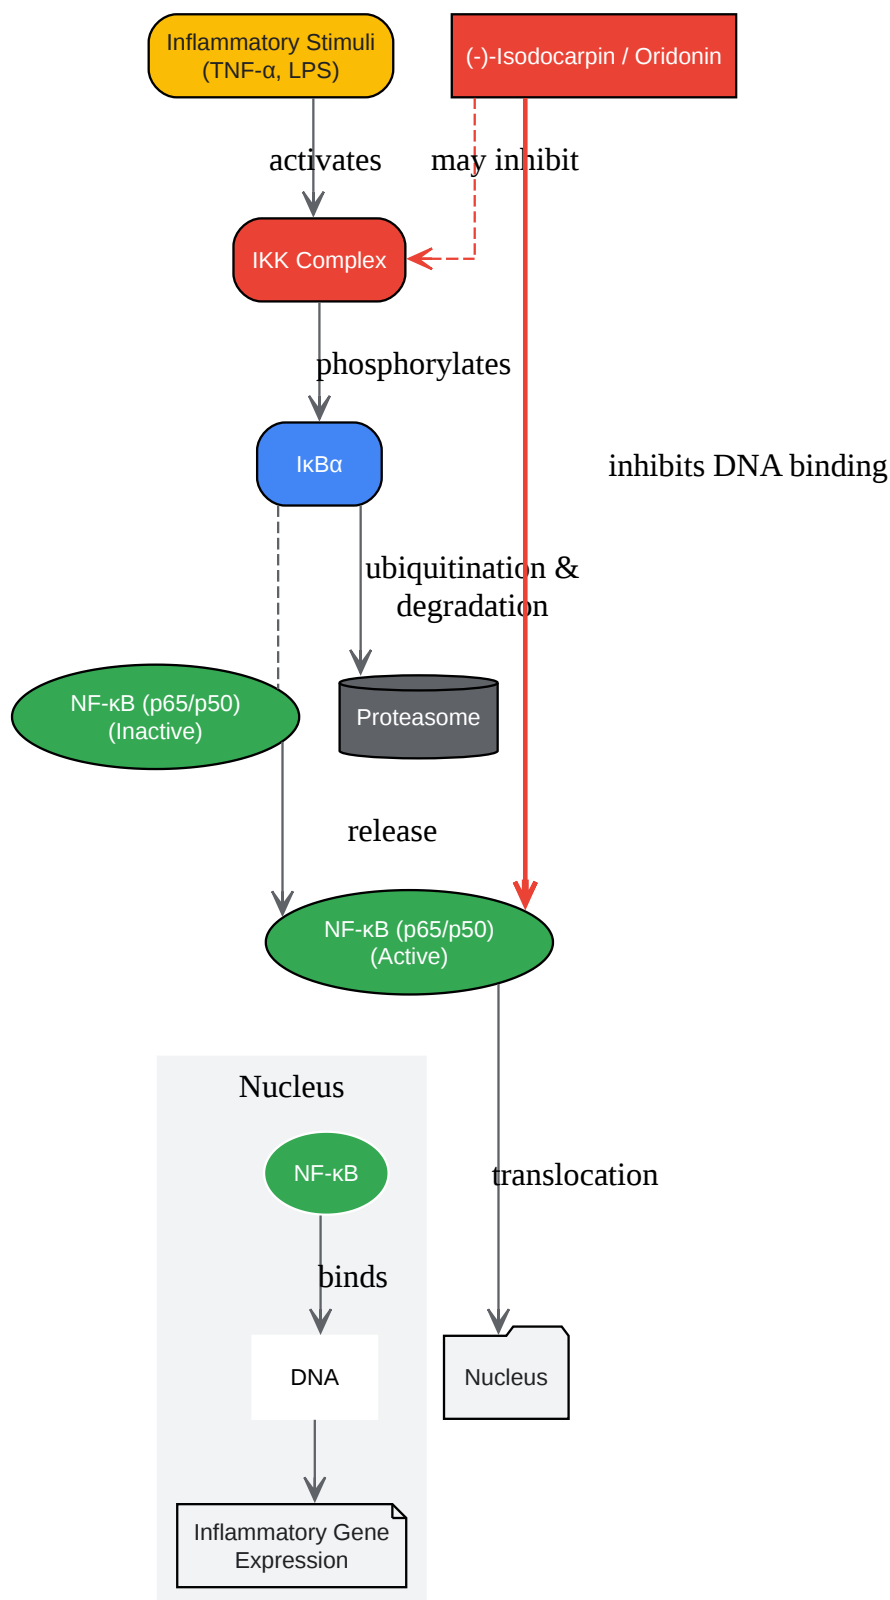 Inflammatory Stimuli
(TNF-α, LPS)
(-)-Isodocarpin / Oridonin
activates
may inhibit
IKK Complex
phosphorylates
IκBα
inhibits DNA binding
ubiquitination &
degradation
NF-κB (p65/p50)
(Inactive)
Proteasome
release
NF-κB (p65/p50)
(Active)
Nucleus
NF-κB
translocation
binds
DNA
Nucleus
Inflammatory Gene
Expression